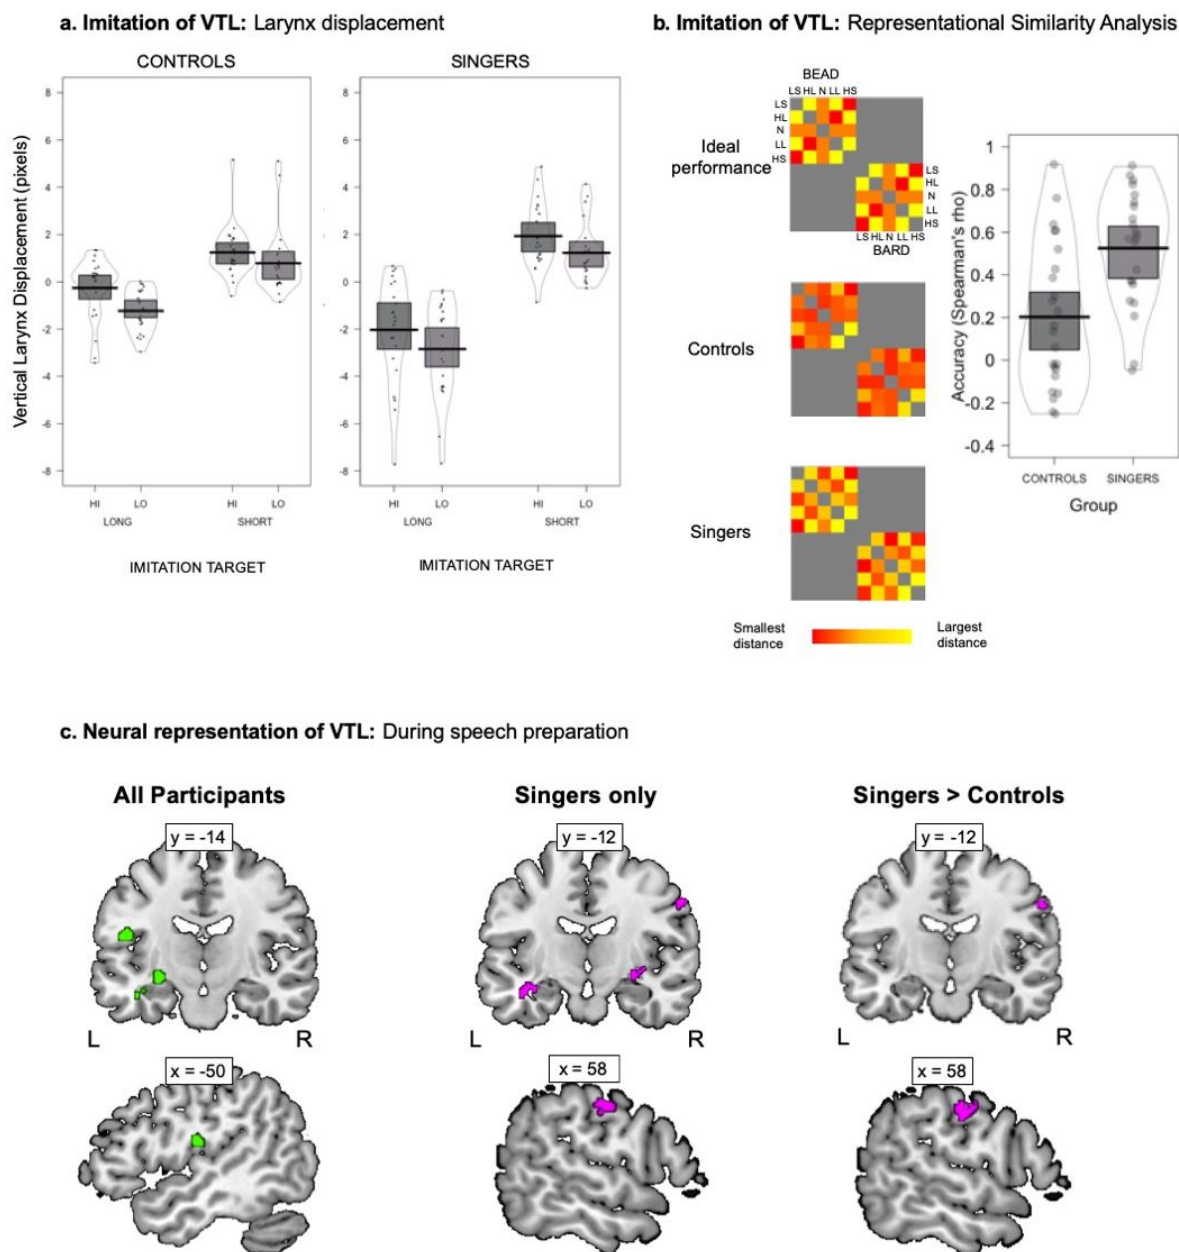 a. Imitation of VTL: Larynx displacement
CONTROLS
SINGERS
Vertical Larynx Displacement (pixels)
8
6
4
2
0
-2
-4
-6
-8
HI LO HI LO
LONG SHORT
IMITATION TARGET
8
6
4
2
0
-2
-4
-6
-8
HI LO HI LO
LONG SHORT
IMITATION TARGET
b. Imitation of VTL: Representational Similarity Analysis
BEAD
LS HL N LL HS
LS
HL
N
LL
HS
Ideal
performance
LS
HL
N
LL
HS
LS HL N LL HS
BARD
Controls
Singers
Smallest
distance
Largest
distance
Accuracy (Spearman's rho)
1
0.8
0.6
0.4
0.2
0
-0.2
-0.4
CONTROLS SINGERS
Group
c. Neural representation of VTL: During speech preparation
All Participants
y = -14
L R
x = -50
Singers only
y = -12
L R
x = 58
Singers > Controls
y = -12
L R
x = 58